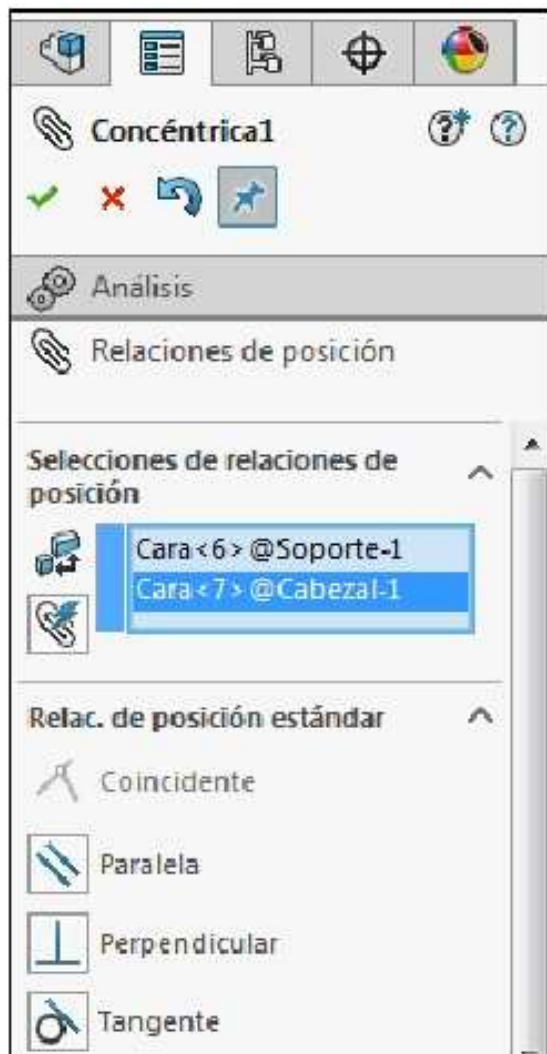 Concéntrica1
Análisis
Relaciones de posición
Selecciones de relaciones de
posición
Cara<6>@Soporte-1
Cara<7>@Cabezal-1
Relac. de posición estándar
Coincidente
Paralela
Perpendicular
Tangente